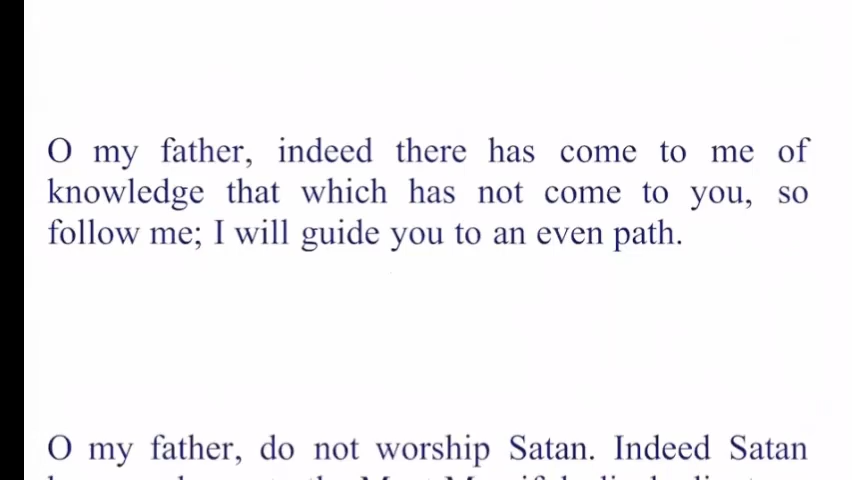 O my father, indeed there has come to me of
knowledge that which has not come to you, so
follow me; I will guide you to an even path.
O my father, do not worship Satan. Indeed Satan